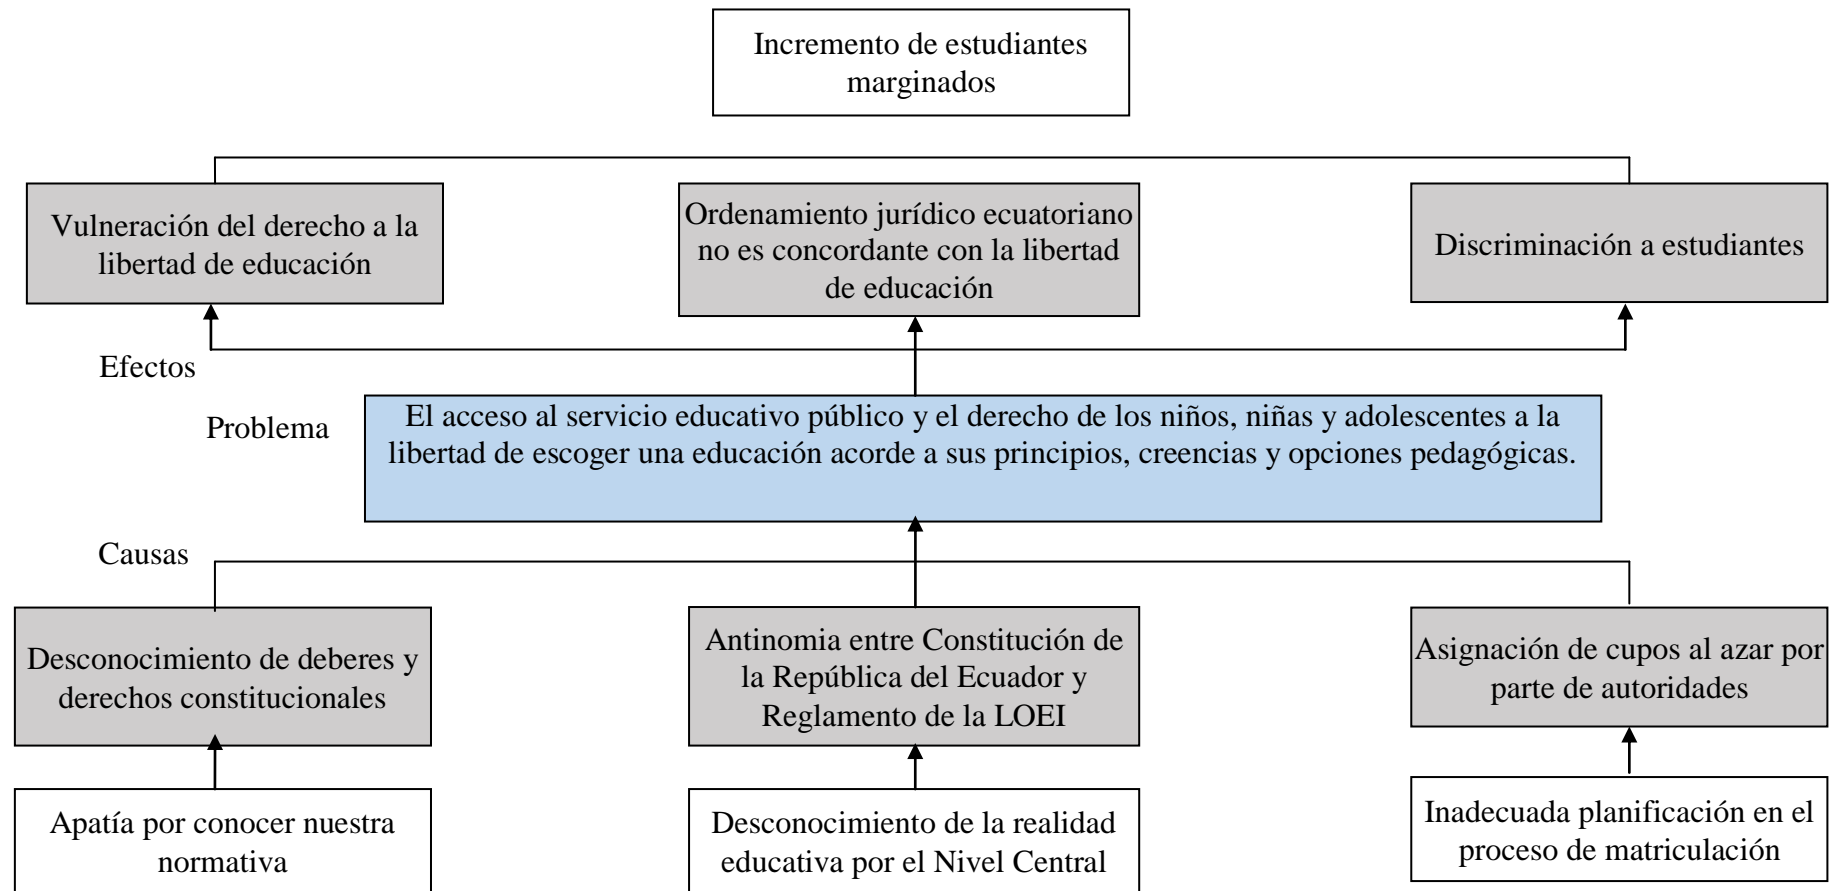 Incremento de estudiantes
marginados
Vulneración del derecho a la
libertad de educación
Ordenamiento jurídico ecuatoriano
no es concordante con la libertad
de educación
Discriminación a estudiantes
Efectos
Problema
El acceso al servicio educativo público y el derecho de los niños, niñas y adolescentes a la
libertad de escoger una educación acorde a sus principios, creencias y opciones pedagógicas.
Causas
Desconocimiento de deberes y
derechos constitucionales
Antinomia entre Constitución de
la República del Ecuador y
Reglamento de la LOEI
Asignación de cupos al azar por
parte de autoridades
Apatía por conocer nuestra
normativa
Desconocimiento de la realidad
educativa por el Nivel Central
Inadecuada planificación en el
proceso de matriculación